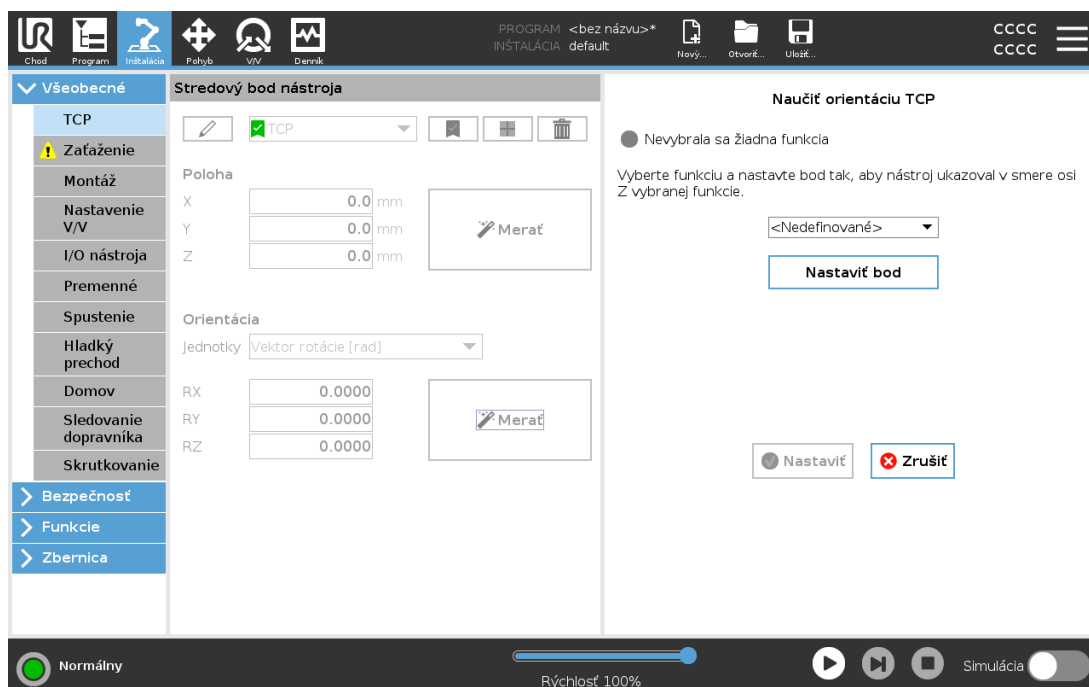 UR
Chod
Program
Inštalácia
Pohyb
V/V
Denník
PROGRAM <bez názvu>*
INŠTALÁCIA default
Nový...
Otvoriť...
Uložiť...
CCCC
CCCC
Všeobecné
TCP
Zaťaženie
Montáž
Nastavenie
V/V
I/O nástroja
Premenné
Spustenie
Hladký
prechod
Domov
Sledovanie
dopravníka
Skrutkovanie
Bezpečnosť
Funkcie
Zbernica
Stredový bod nástroja
TCP
Poloha
X 0.0 mm
Y 0.0 mm
Z 0.0 mm
Merať
Orientácia
Jednotky Vektor rotácie [rad]
RX 0.0000
RY 0.0000
RZ 0.0000
Merať
Naučiť orientáciu TCP
Nevybrala sa žiadna funkcia
Vyberte funkciu a nastavte bod tak, aby nástroj ukazoval v smere osi
Z vybranej funkcie.
<Nedefinované>
Nastaviť bod
Nastaviť
Zrušiť
Normálny
Rýchlosť 100%
Simulácia